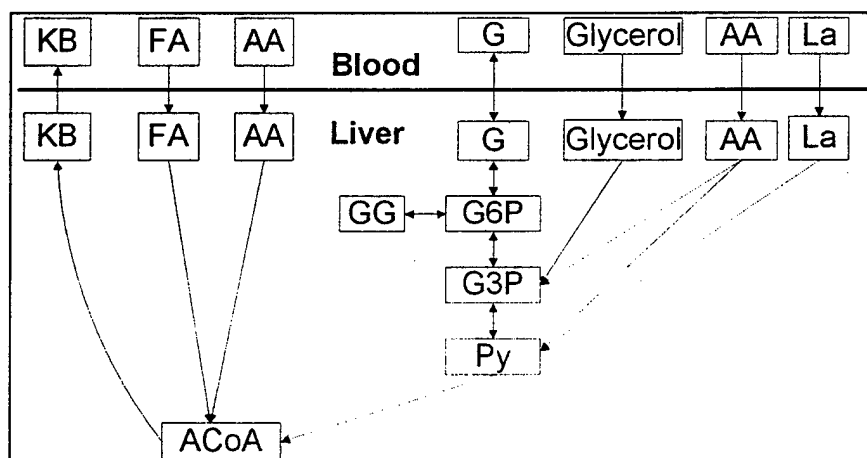 KB FA AA G Glycerol AA La
Blood
KB FA AA Liver G Glycerol AA La
GG G6P
G3P
Py
ACoA